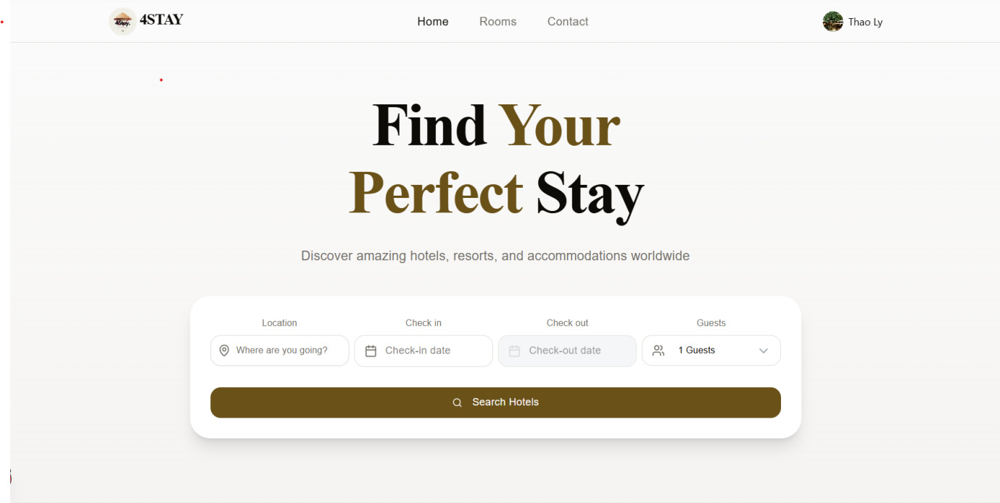 4Stay.
4STAY
Home
Rooms
Contact
Thao Ly
Find Your
Perfect Stay
Discover amazing hotels, resorts, and accommodations worldwide
Location
Check in
Check out
Guests
Where are you going?
Check-in date
Check-out date
1 Guests
Search Hotels